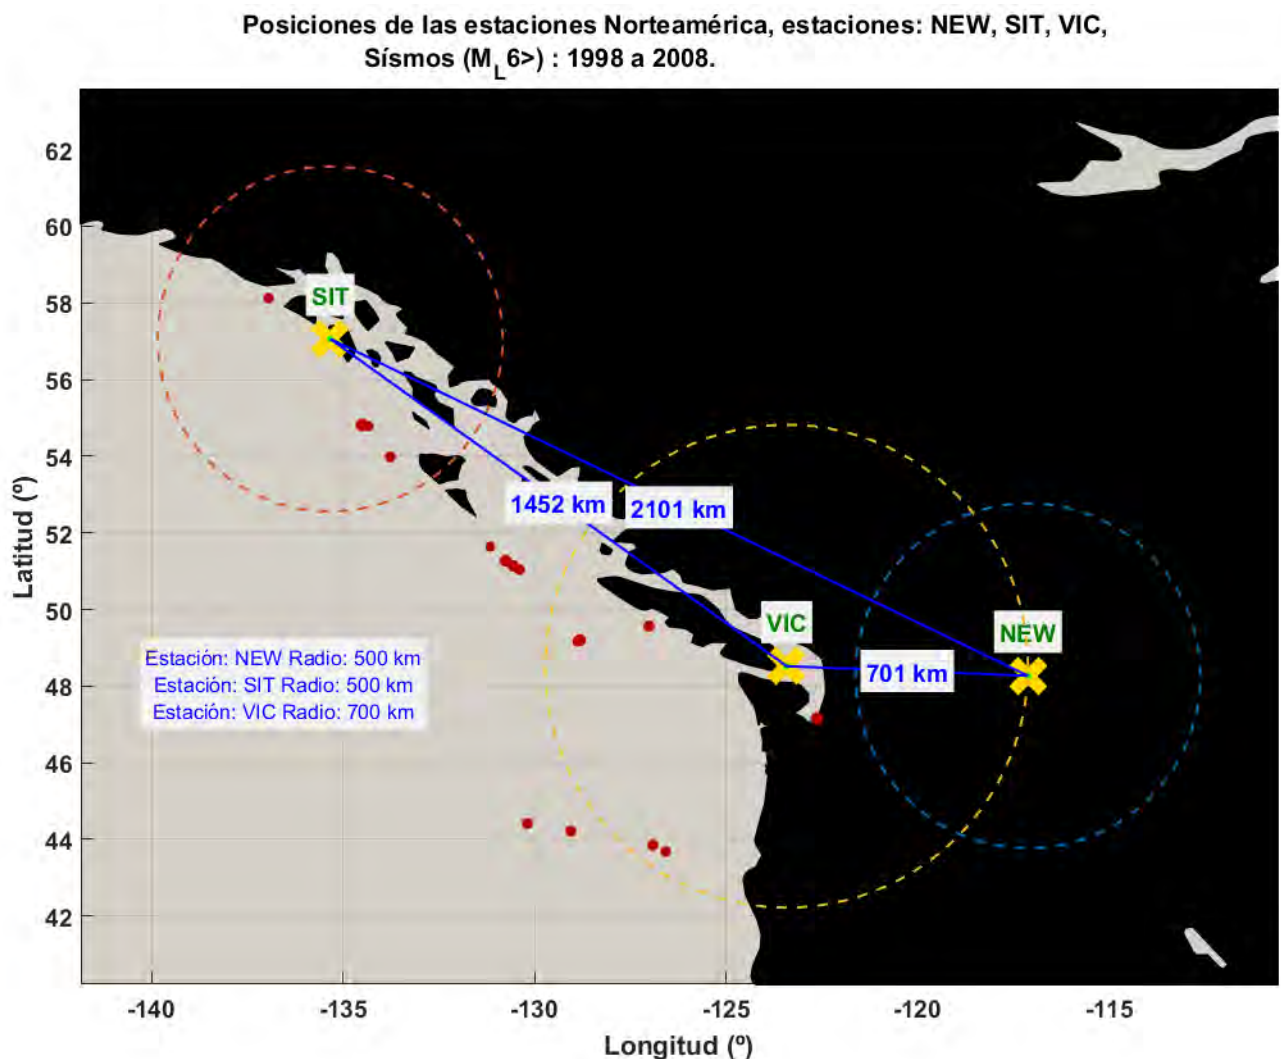 Posiciones de las estaciones Norteamérica, estaciones: NEW, SIT, VIC,
Sísmos (M_L 6>) : 1998 a 2008.
62
60
58
56
54
52
50
48
46
44
42
Latitud (º)
SIT
1452 km
2101 km
VIC
NEW
701 km
Estación: NEW Radio: 500 km
Estación: SIT Radio: 500 km
Estación: VIC Radio: 700 km
-140
-135
-130
-125
-120
-115
Longitud (º)